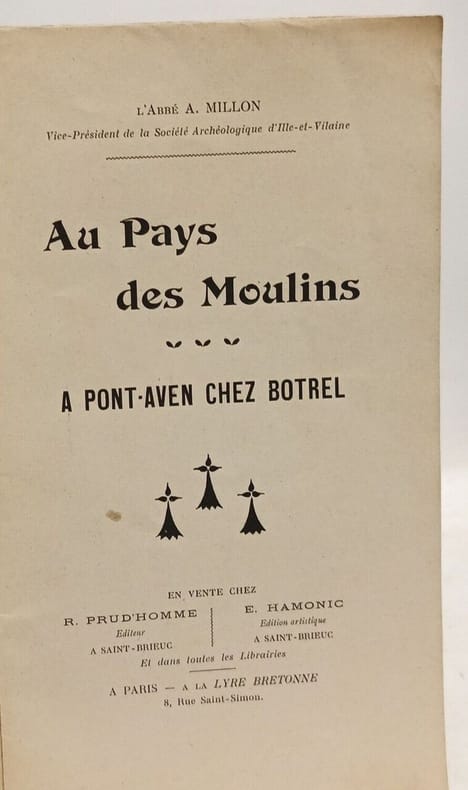 L'ABBÉ A. MILLON
Vice-Président de la Société Archéologique d'Ille-et-Vilaine
Au Pays
des Moulins
A PONT-AVEN CHEZ BOTREL
EN VENTE CHEZ
R. PRUD'HOMME
Editeur
A SAINT-BRIEUC
E. HAMONIC
Edition artistique
A SAINT-BRIEUC
Et dans toutes les Librairies
A PARIS — A LA LYRE BRETONNE
8, Rue Saint-Simon.